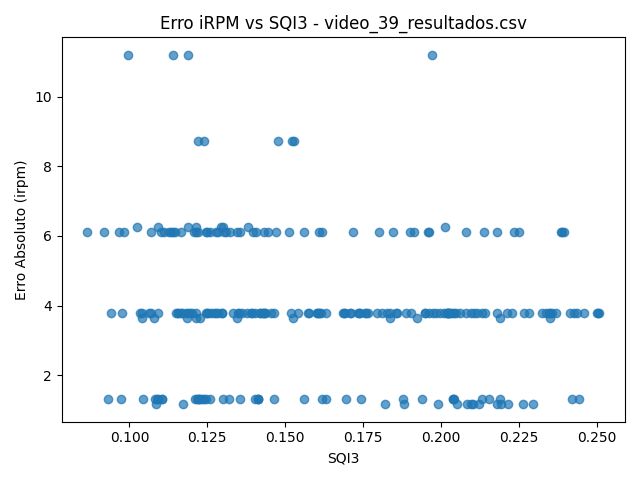 Erro iRPM vs SQI3 - video_39_resultados.csv
Erro Absoluto (irpm)
10
8
6
4
2
0.100 0.125 0.150 0.175 0.200 0.225 0.250
SQI3